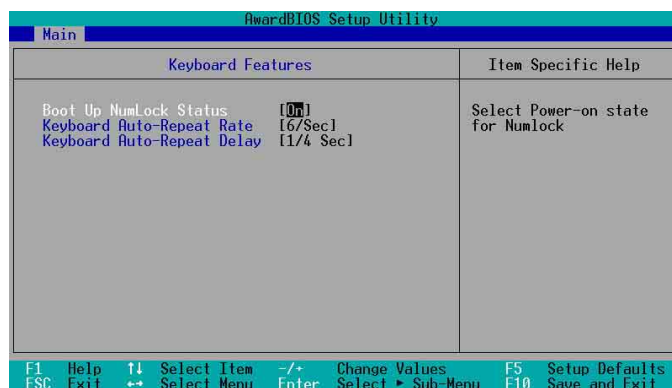 AwardBIOS Setup Utility
Main
Keyboard Features
Item Specific Help
Boot Up NumLock Status [On]
Keyboard Auto-Repeat Rate [6/Sec]
Keyboard Auto-Repeat Delay [1/4 Sec]
Select Power-on state
for Numlock
F1 Help ↑↓ Select Item -/+ Change Values F5 Setup Defaults
ESC Exit ←→ Select Menu Enter Select ► Sub-Menu F10 Save and Exit